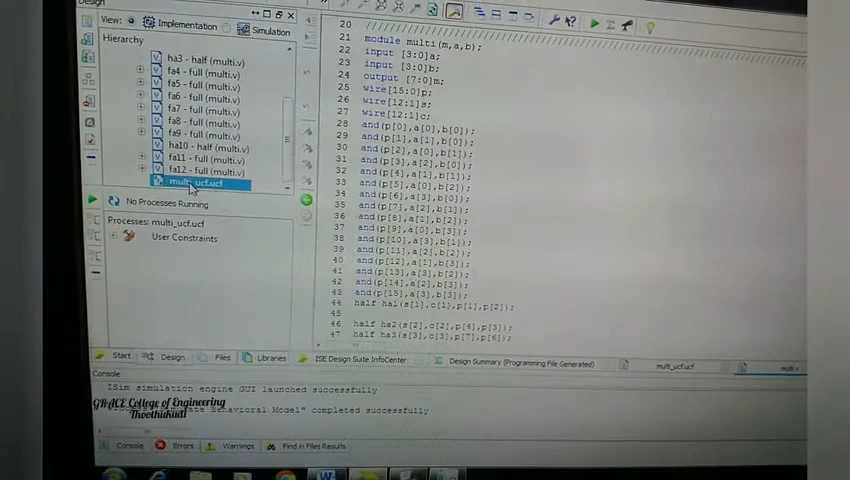 Design
View:
Implementation
Simulation
Hierarchy
ha3 - half (multi.v)
fa4 - full (multi.v)
fa5 - full (multi.v)
fa6 - full (multi.v)
fa7 - full (multi.v)
fa8 - full (multi.v)
fa9 - full (multi.v)
ha10 - half (multi.v)
fa11 - full (multi.v)
fa12 - full (multi.v)
multi_ucf.ucf
No Processes Running
Processes: multi_ucf.ucf
User Constraints
Start
Design
Files
Libraries
20 ////////////////////////////////////////
21 module multi(m,a,b);
22 input [3:0]a;
23 input [3:0]b;
24 output [7:0]m;
25 wire[15:0]p;
26 wire[12:1]s;
27 wire[12:1]c;
28 and(p[0],a[0],b[0]);
29 and(p[1],a[1],b[0]);
30 and(p[2],a[0],b[1]);
31 and(p[3],a[2],b[0]);
32 and(p[4],a[1],b[1]);
33 and(p[5],a[0],b[2]);
34 and(p[6],a[3],b[0]);
35 and(p[7],a[2],b[1]);
36 and(p[8],a[1],b[2]);
37 and(p[9],a[0],b[3]);
38 and(p[10],a[3],b[1]);
39 and(p[11],a[2],b[2]);
40 and(p[12],a[1],b[3]);
41 and(p[13],a[3],b[2]);
42 and(p[14],a[2],b[3]);
43 and(p[15],a[3],b[3]);
44 half ha1(s[1],c[1],p[1],p[2]);
45
46 half ha2(s[2],c[2],p[4],p[3]);
47 half ha3(s[3],c[3],p[7],p[6]);
ISE Design Suite InfoCenter
Design Summary (Programming File Generated)
multi_ucf.ucf
multi.v
Console
ISim simulation engine GUI launched successfully
Behavioral Model" completed successfully
GRACE College of Engineering
Thoothukudi
Console
Errors
Warnings
Find in Files Results